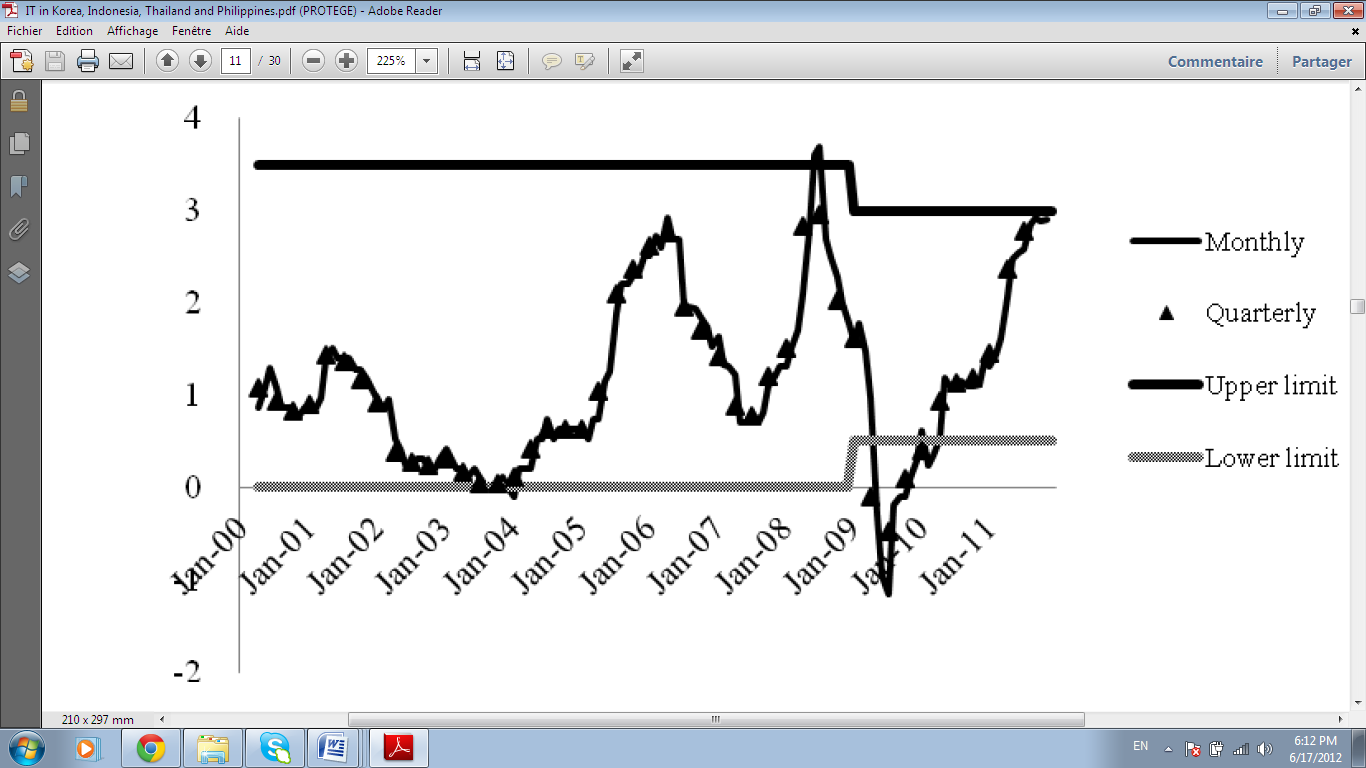 IT in Korea, Indonesia, Thailand and Philippines.pdf (PROTEGE) - Adobe Reader
Fichier Edition Affichage Fenêtre Aide
11 / 30 225% Commentaire Partager
4
3
2
1
0
-1
-2
Jan-00 Jan-01 Jan-02 Jan-03 Jan-04 Jan-05 Jan-06 Jan-07 Jan-08 Jan-09 Jan-10 Jan-11
Monthly
Quarterly
Upper limit
Lower limit
210 x 297 mm
EN
6:12 PM
6/17/2012